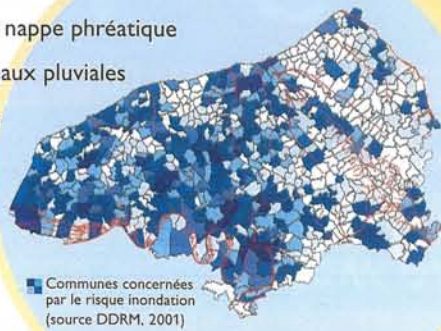 nappe phréatique
aux pluviales
Communes concernées
par le risque inondation
(source DDRM, 2001)